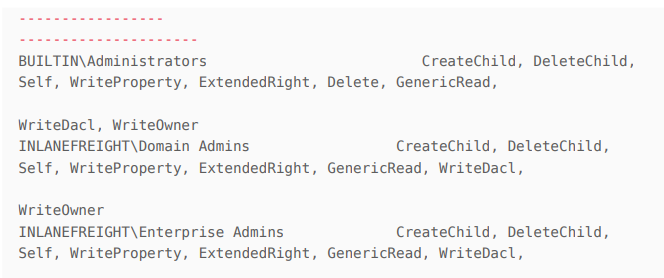 -----------------
---------------------
BUILTIN\Administrators                         CreateChild, DeleteChild,
Self, WriteProperty, ExtendedRight, Delete, GenericRead,
WriteDacl, WriteOwner
INLANEFREIGHT\Domain Admins                 CreateChild, DeleteChild,
Self, WriteProperty, ExtendedRight, GenericRead, WriteDacl,
WriteOwner
INLANEFREIGHT\Enterprise Admins             CreateChild, DeleteChild,
Self, WriteProperty, ExtendedRight, GenericRead, WriteDacl,